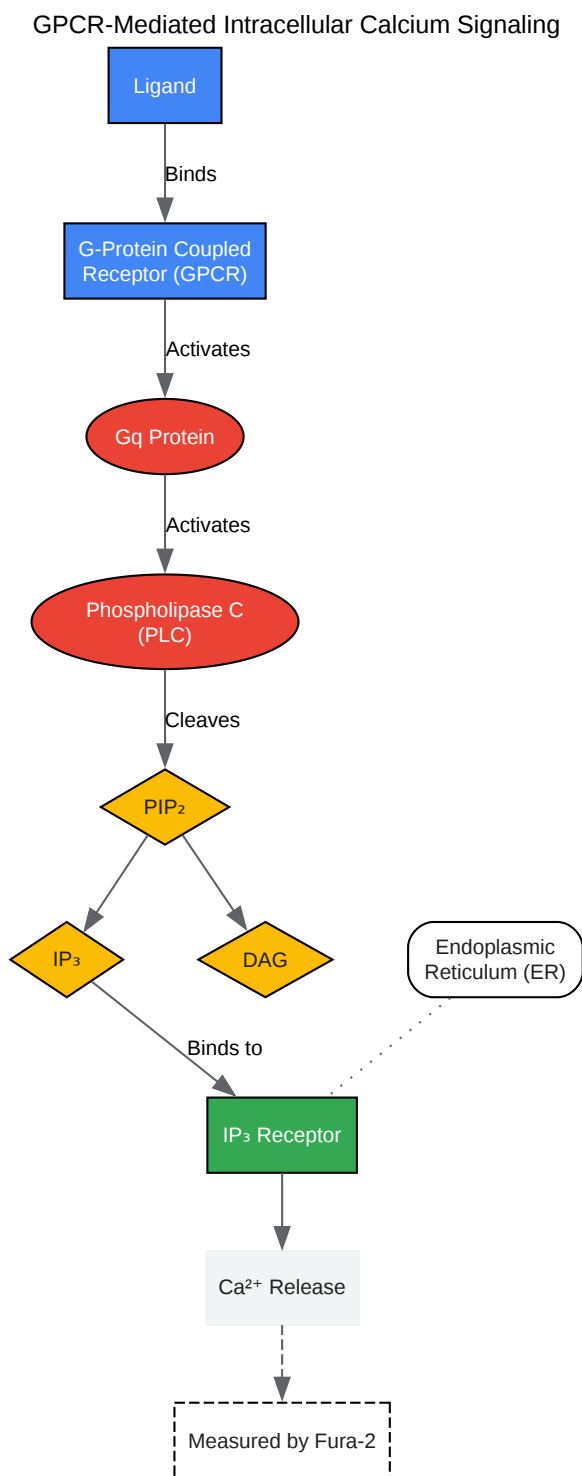 GPCR-Mediated Intracellular Calcium Signaling
Ligand
Binds
G-Protein Coupled
Receptor (GPCR)
Activates
Gq Protein
Activates
Phospholipase C
(PLC)
Cleaves
PIP₂
IP₃
DAG
Endoplasmic
Reticulum (ER)
Binds to
IP₃ Receptor
Ca²⁺ Release
Measured by Fura-2